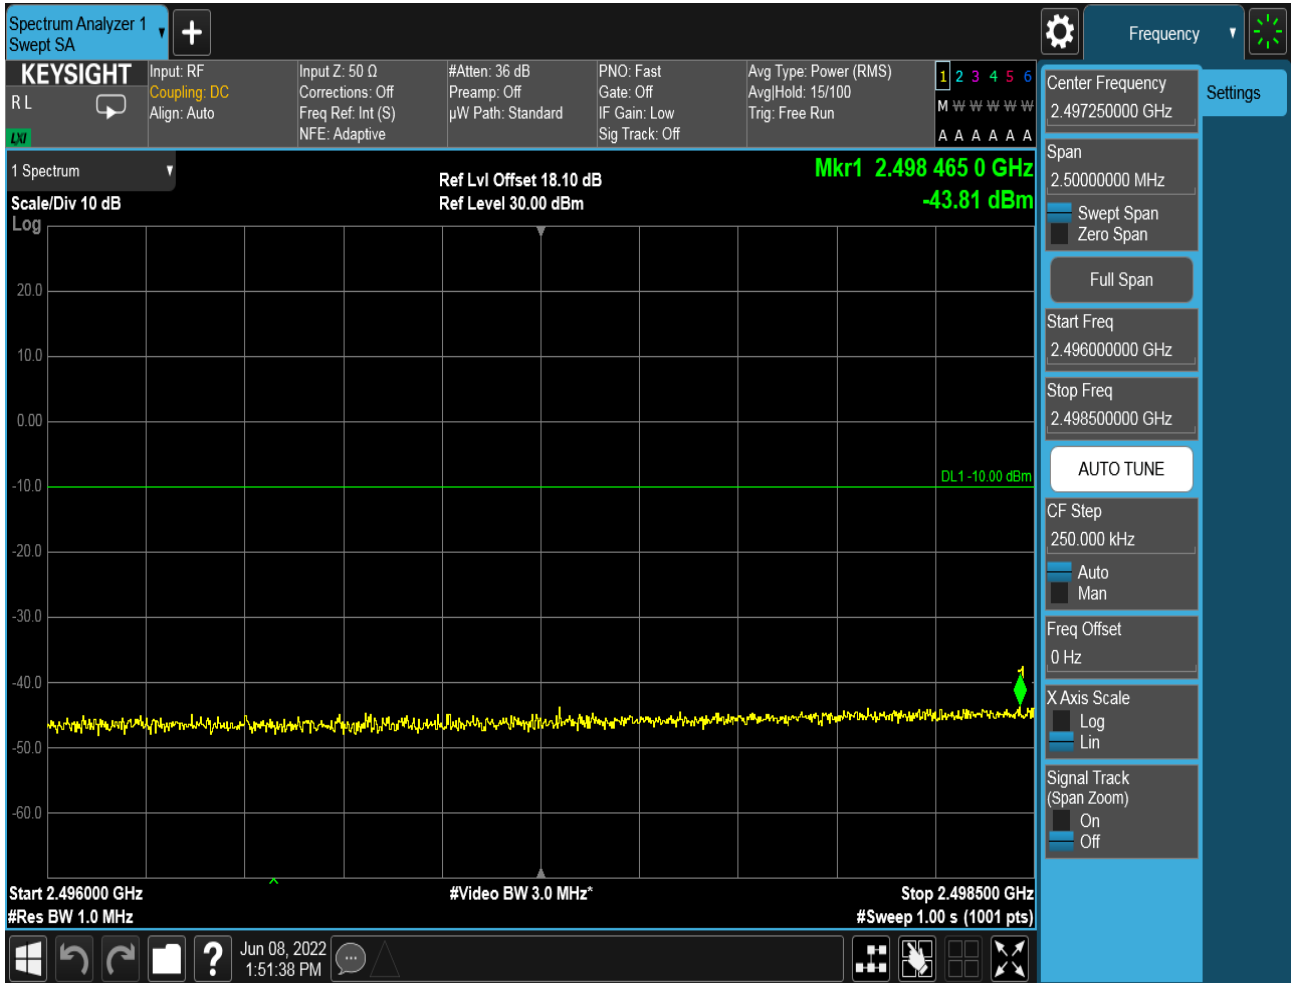 Spectrum Analyzer 1
Swept SA
Frequency
KEYSIGHT
R L
LXI
Input: RF
Coupling: DC
Align: Auto
Input Z: 50 Ω
Corrections: Off
Freq Ref: Int (S)
NFE: Adaptive
#Atten: 36 dB
Preamp: Off
µW Path: Standard
PNO: Fast
Gate: Off
IF Gain: Low
Sig Track: Off
Avg Type: Power (RMS)
Avg|Hold: 15/100
Trig: Free Run
1 2 3 4 5 6
M W W W W W
A A A A A A
1 Spectrum
Scale/Div 10 dB
Log
Ref Lvl Offset 18.10 dB
Ref Level 30.00 dBm
Mkr1 2.498 465 0 GHz
-43.81 dBm
20.0
10.0
0.00
-10.0
-20.0
-30.0
-40.0
-50.0
-60.0
DL1 -10.00 dBm
1
Start 2.496000 GHz
#Res BW 1.0 MHz
#Video BW 3.0 MHz*
Stop 2.498500 GHz
#Sweep 1.00 s (1001 pts)
Center Frequency
2.497250000 GHz
Settings
Span
2.50000000 MHz
Swept Span
Zero Span
Full Span
Start Freq
2.496000000 GHz
Stop Freq
2.498500000 GHz
AUTO TUNE
CF Step
250.000 kHz
Auto
Man
Freq Offset
0 Hz
X Axis Scale
Log
Lin
Signal Track
(Span Zoom)
On
Off
?
Jun 08, 2022
1:51:38 PM